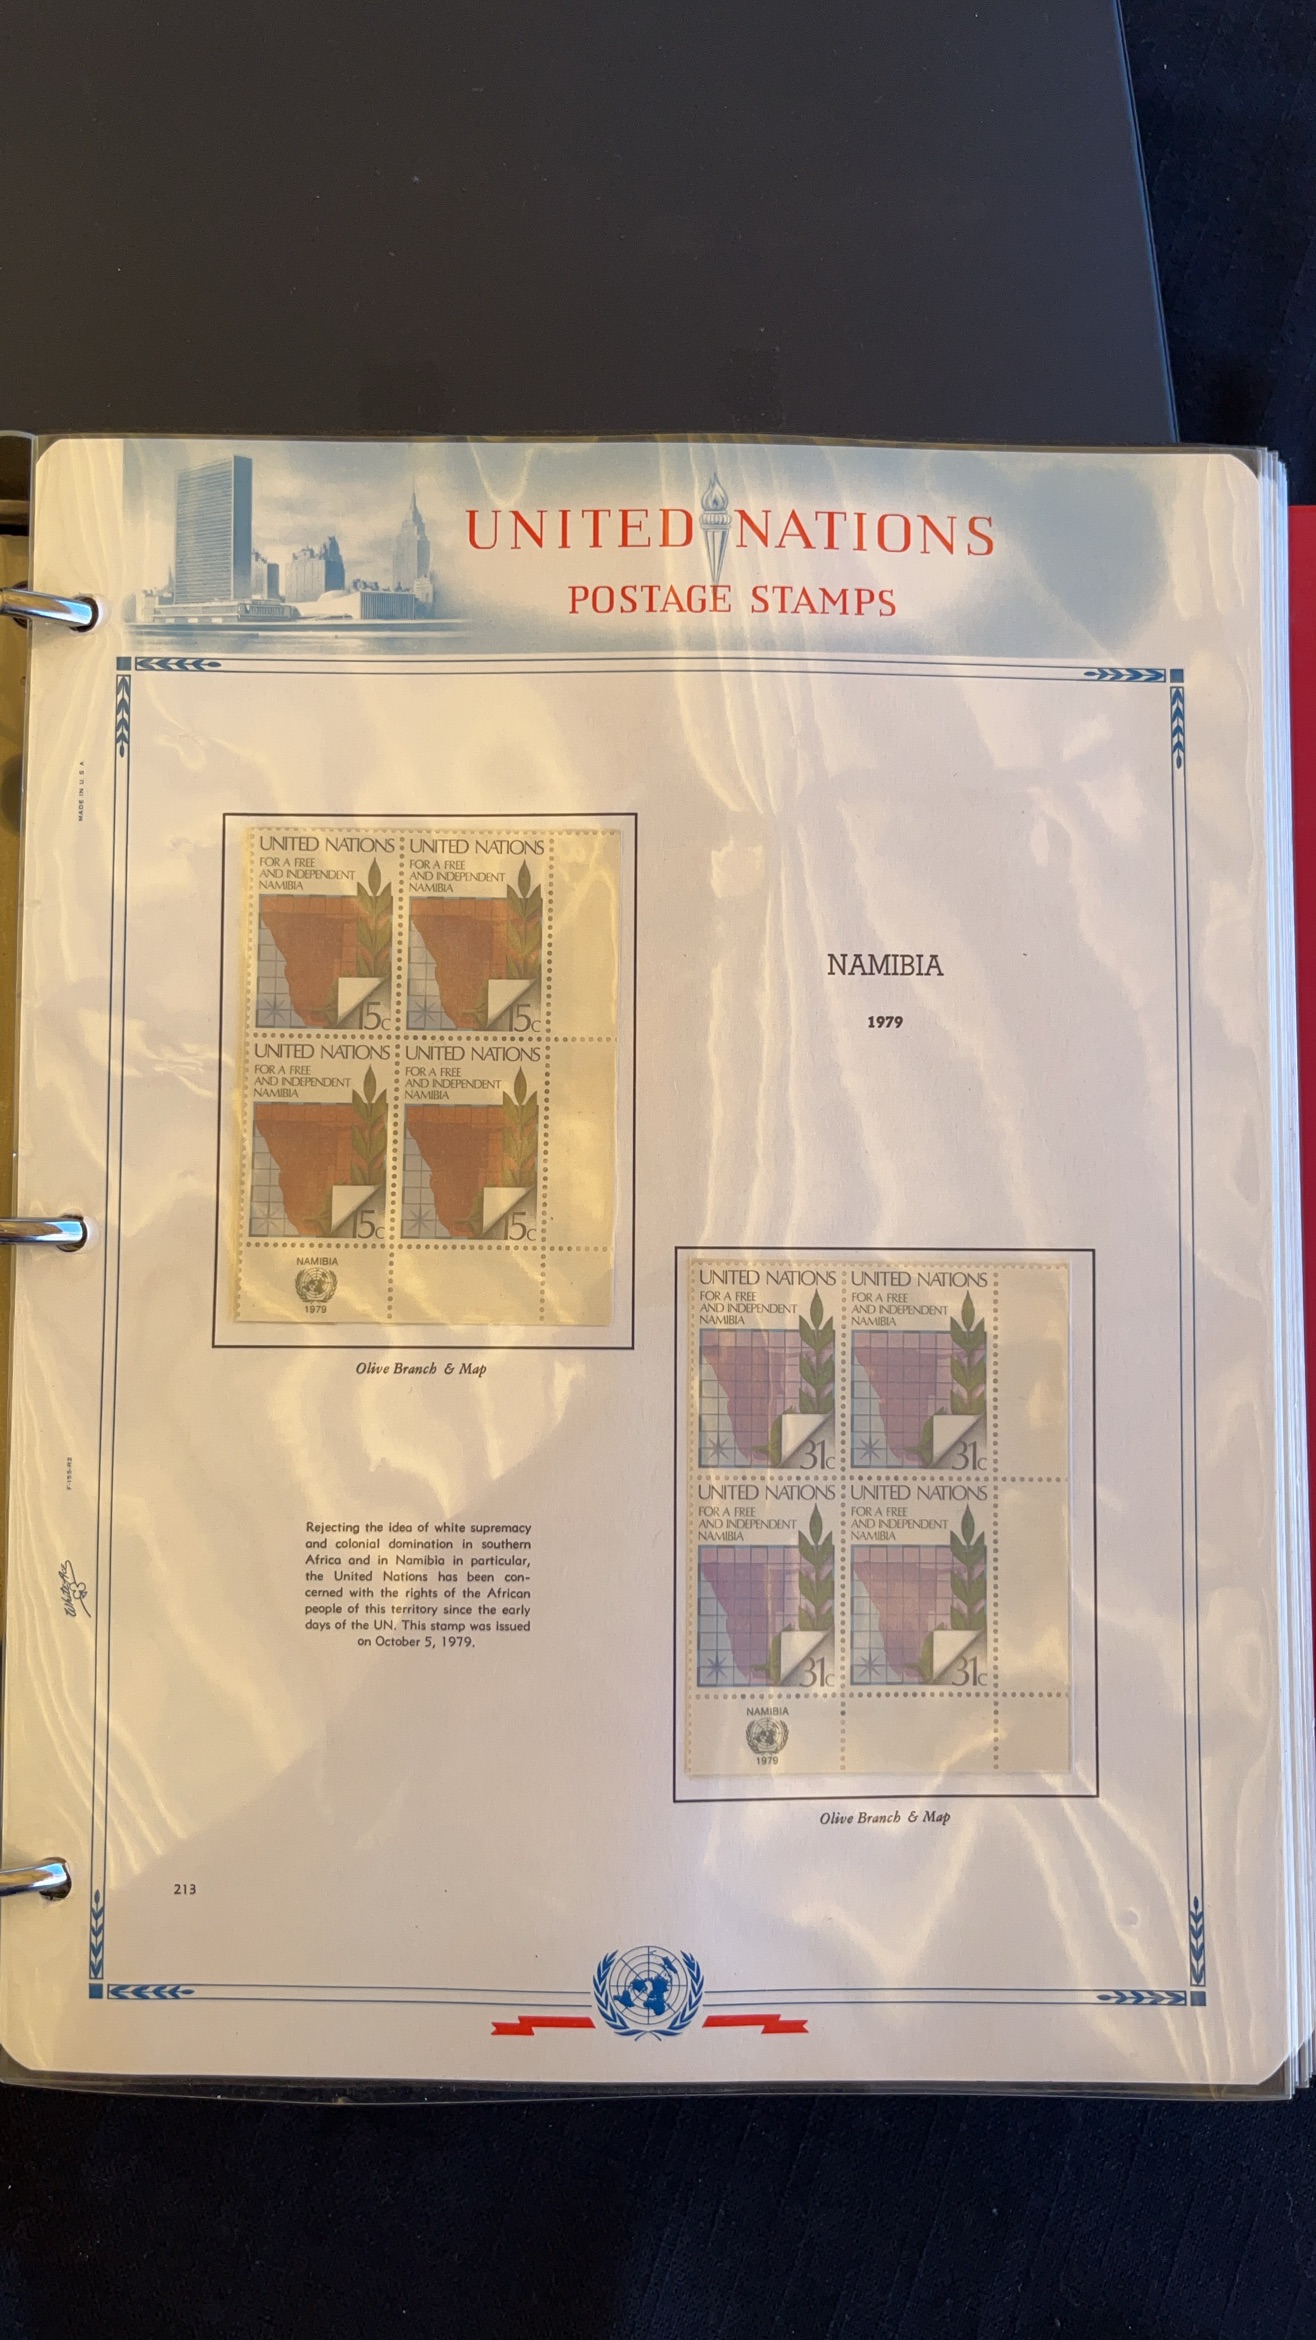 UNITED NATIONS
POSTAGE STAMPS
MADE IN U.S.A
UNITED NATIONS
FOR A FREE
AND INDEPENDENT
NAMIBIA
15c
UNITED NATIONS
FOR A FREE
AND INDEPENDENT
NAMIBIA
15c
UNITED NATIONS
FOR A FREE
AND INDEPENDENT
NAMIBIA
15c
UNITED NATIONS
FOR A FREE
AND INDEPENDENT
NAMIBIA
15c
NAMIBIA
1979
Olive Branch & Map
NAMIBIA
1979
UNITED NATIONS
FOR A FREE
AND INDEPENDENT
NAMIBIA
31c
UNITED NATIONS
FOR A FREE
AND INDEPENDENT
NAMIBIA
31c
UNITED NATIONS
FOR A FREE
AND INDEPENDENT
NAMIBIA
31c
UNITED NATIONS
FOR A FREE
AND INDEPENDENT
NAMIBIA
31c
NAMIBIA
1979
Olive Branch & Map
Rejecting the idea of white supremacy
and colonial domination in southern
Africa and in Namibia in particular,
the United Nations has been con-
cerned with the rights of the African
people of this territory since the early
days of the UN. This stamp was issued
on October 5, 1979.
213